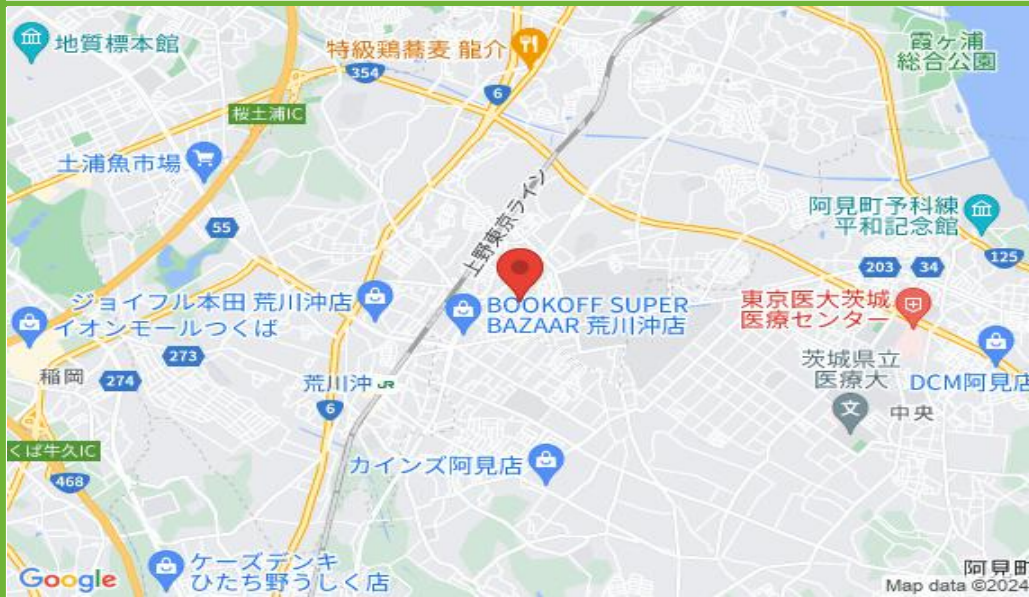 地質標本館
特級鶏蕎麦 龍介
霞ヶ浦
総合公園
354
6
桜土浦IC
土浦魚市場
上野東京ライン
阿見町予科練
平和記念館
55
125
203
34
ジョイフル本田 荒川沖店
イオンモールつくば
BOOKOFF SUPER
BAZAAR 荒川沖店
東京医大茨城
医療センター
273
稲岡
274
荒川沖 JR
6
茨城県立
医療大
DCM阿見店
中央
くば牛久IC
468
カインズ阿見店
ケーズデンキ
ひたち野うしく店
Google
阿見町
Map data ©2024